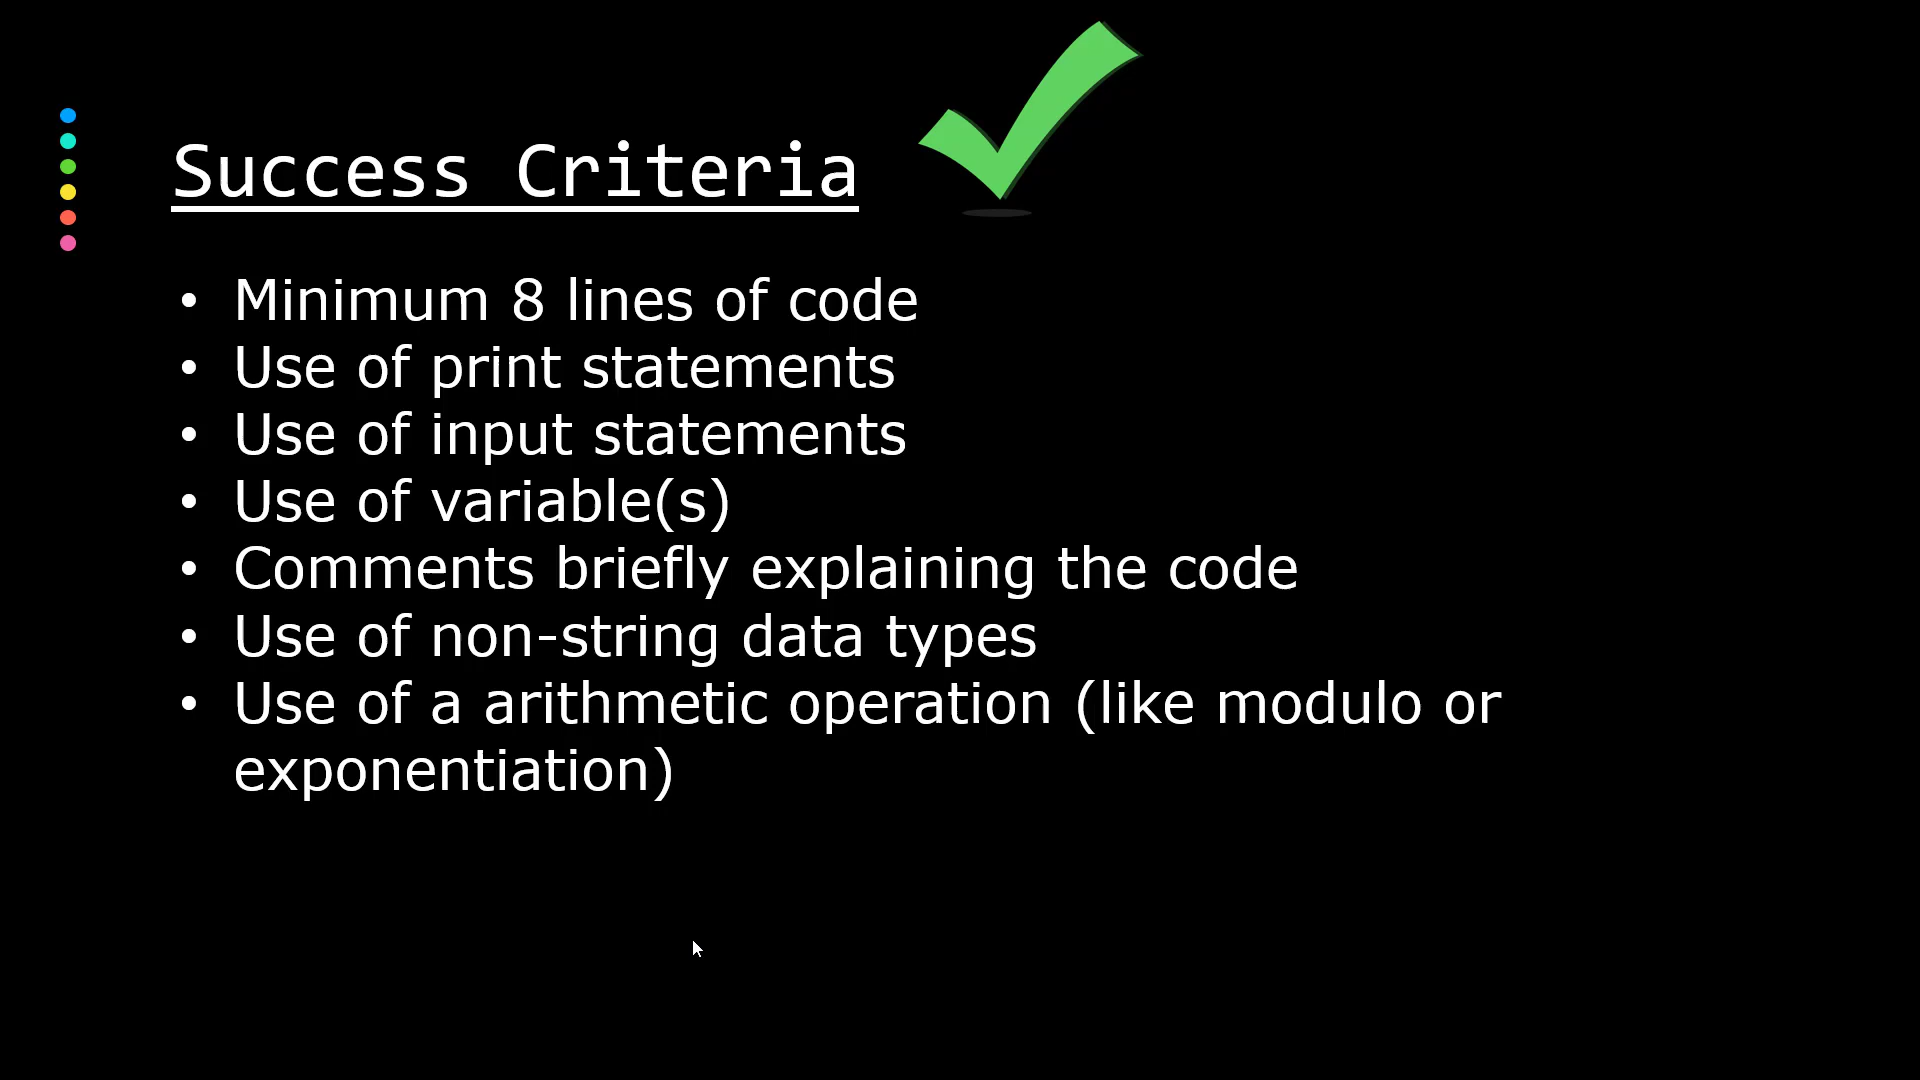 Success Criteria
• Minimum 8 lines of code
• Use of print statements
• Use of input statements
• Use of variable(s)
• Comments briefly explaining the code
• Use of non-string data types
• Use of a arithmetic operation (like modulo or
exponentiation)